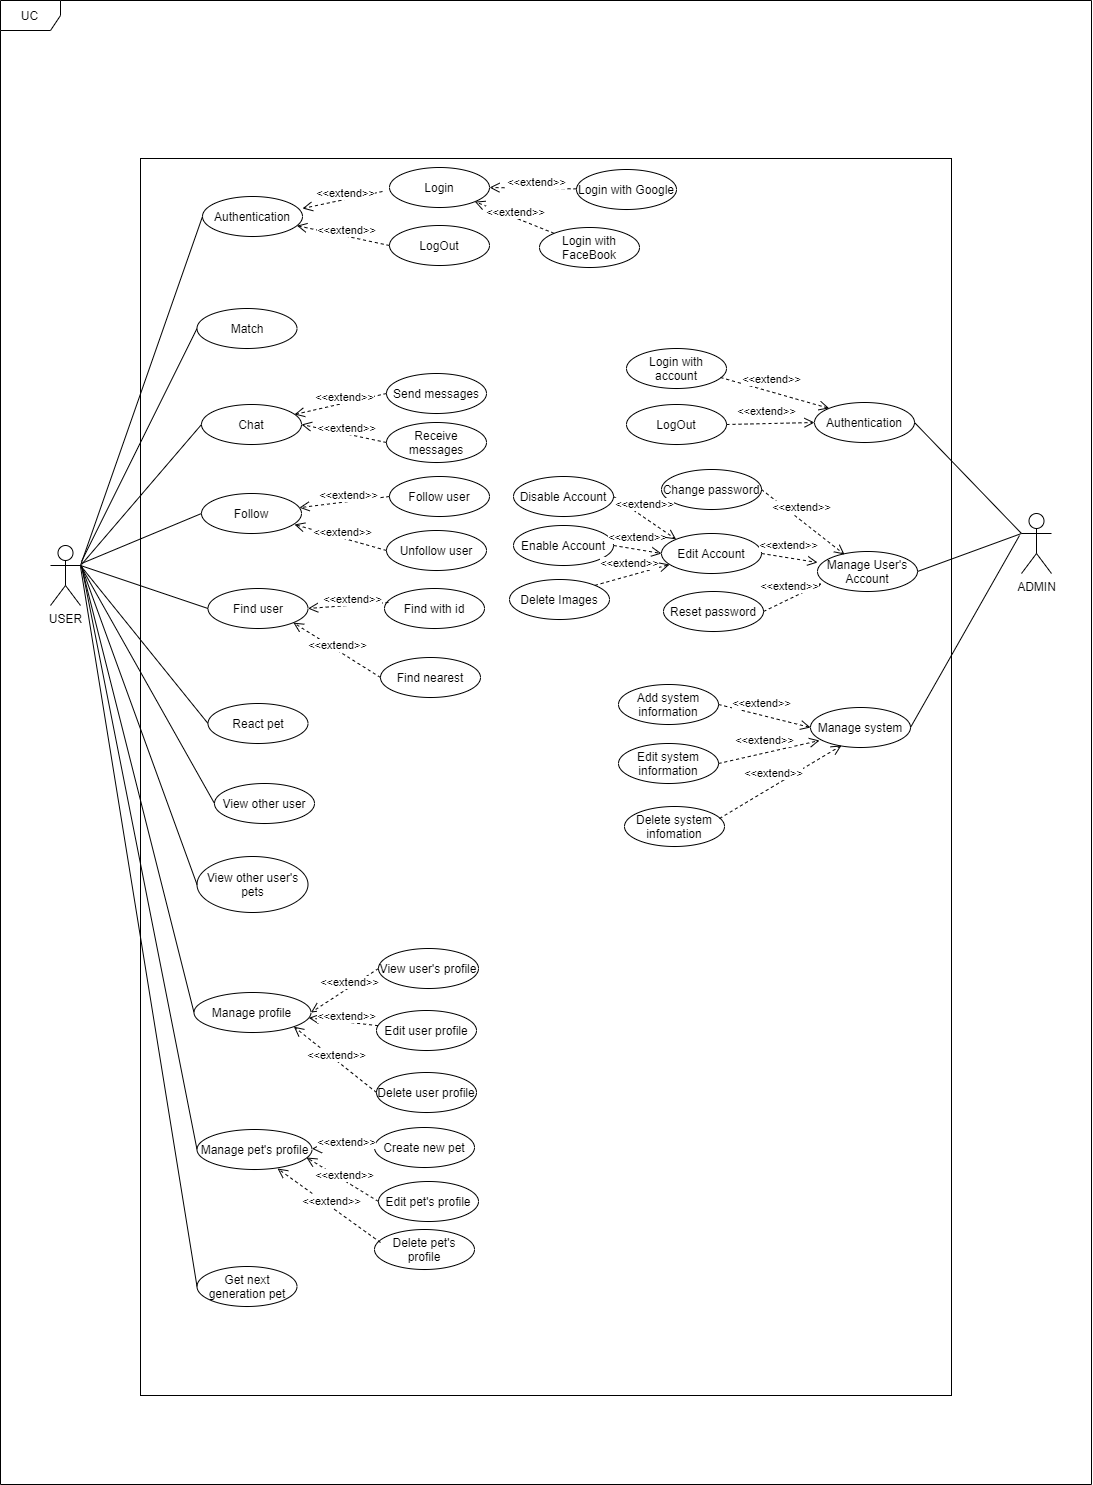 UC
USER
ADMIN
Authentication
<<extend>>
Login
<<extend>>
Login with Google
<<extend>>
LogOut
<<extend>>
Login with
FaceBook
Match
Chat
<<extend>>
Send messages
<<extend>>
Receive
messages
Follow
<<extend>>
Follow user
<<extend>>
Unfollow user
Find user
<<extend>>
Find with id
<<extend>>
Find nearest
React pet
View other user
View other user's
pets
Manage profile
<<extend>>
View user's profile
<<extend>>
Edit user profile
<<extend>>
Delete user profile
Manage pet's profile
<<extend>>
Create new pet
<<extend>>
Edit pet's profile
<<extend>>
Delete pet's
profile
Get next
generation pet
Login with
account
<<extend>>
LogOut
<<extend>>
Authentication
Disable Account
<<extend>>
Change password
<<extend>>
Enable Account
<<extend>>
Edit Account
<<extend>>
Manage User's
Account
<<extend>>
Delete Images
Reset password
<<extend>>
Add system
information
<<extend>>
Manage system
Edit system
information
<<extend>>
<<extend>>
Delete system
infomation